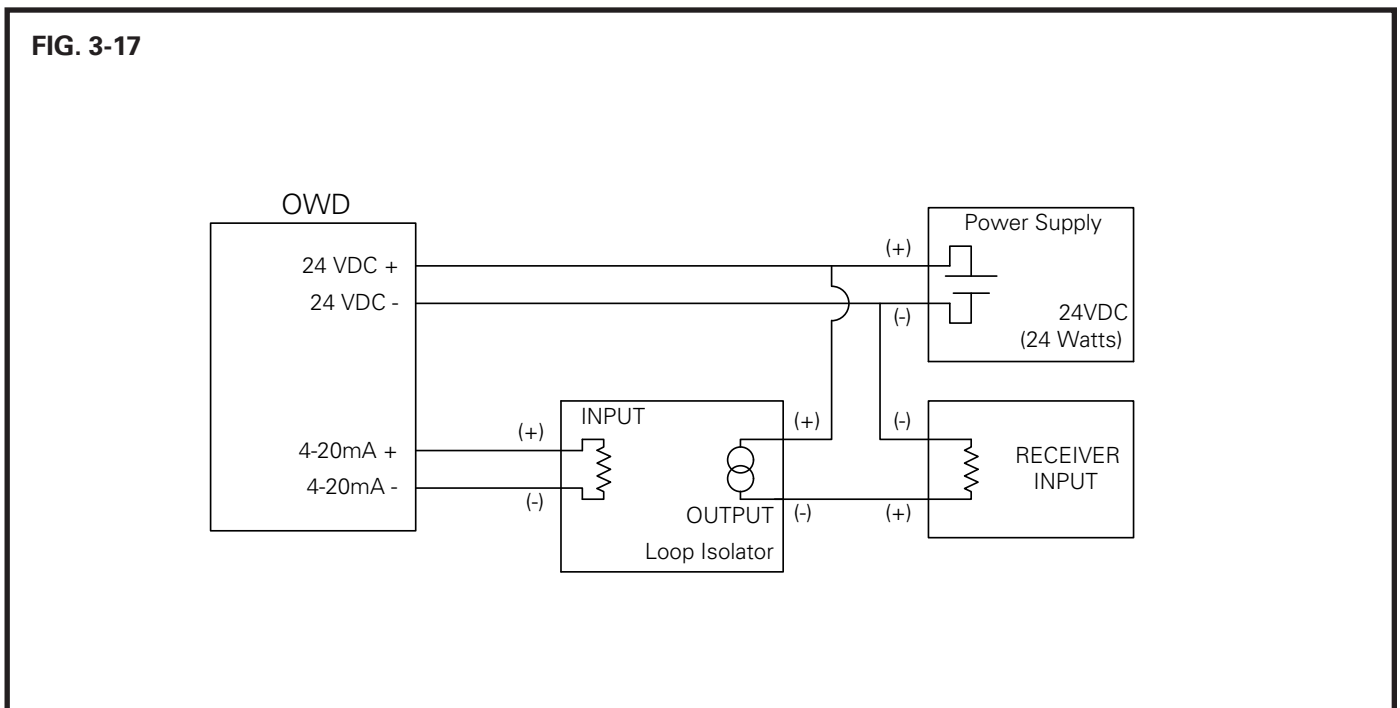 FIG. 3-17
OWD
24 VDC +
24 VDC -
4-20mA +
4-20mA -
(+)
(-)
Power Supply
24VDC
(24 Watts)
(+)
(-)
INPUT
OUTPUT
Loop Isolator
(+)
(-)
(-)
(+)
RECEIVER
INPUT